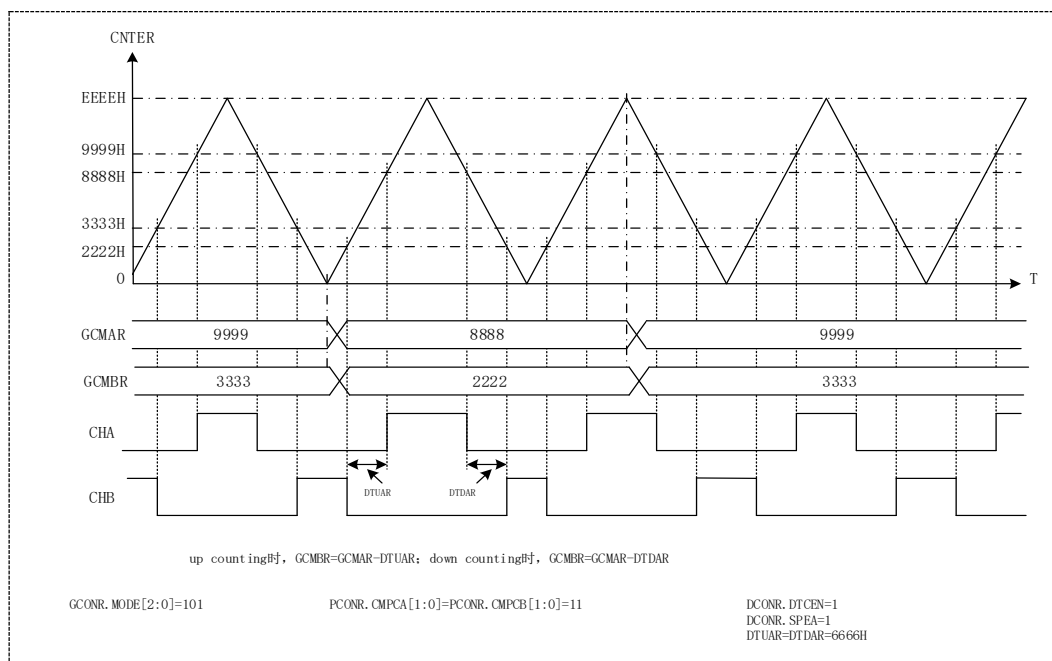 CNTER
EEEEH
9999H
8888H
3333H
2222H
0
T
GCMAR
9999
8888
9999
GCMBR
3333
2222
3333
CHA
DTUAR
DTDAR
CHB
up counting时，GCMBR=GCMAR-DTUAR；down counting时，GCMBR=GCMAR-DTDAR
GCONR.MODE[2:0]=101
PCONR.CMPCA[1:0]=PCONR.CMPCB[1:0]=11
DCONR.DTCEN=1
DCONR.SPEA=1
DTUAR=DTDAR=6666H